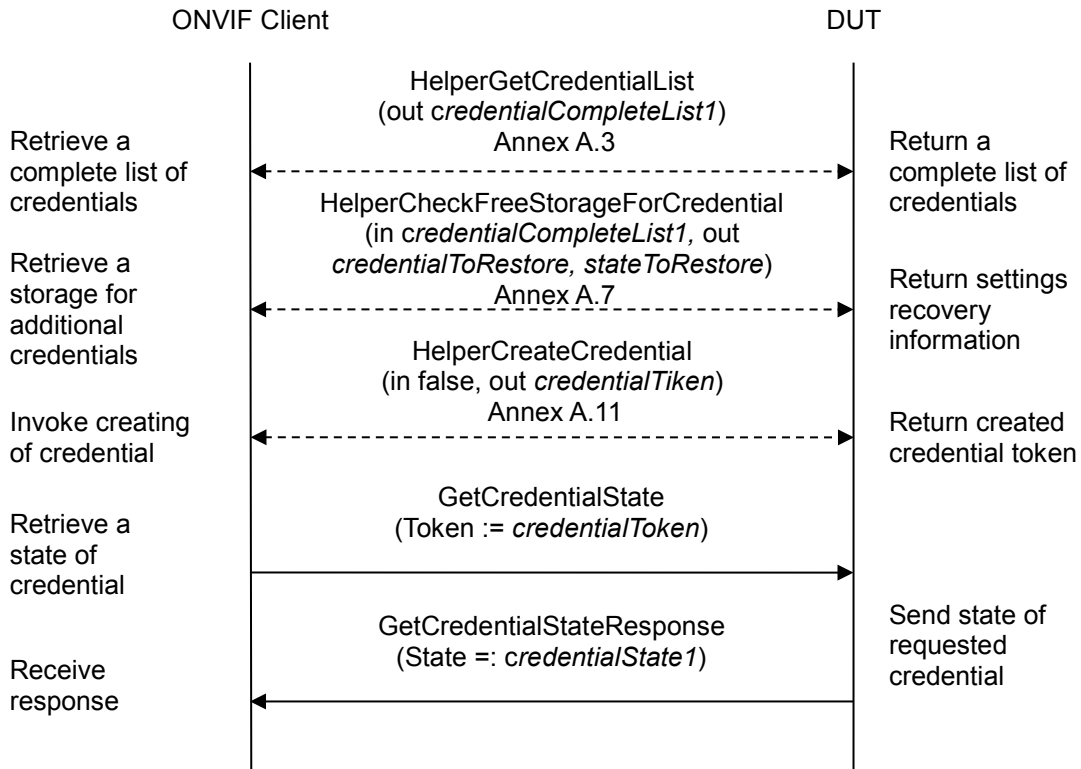 ONVIF Client
DUT
HelperGetCredentialList
(out credentialCompleteList1)
Annex A.3
Retrieve a
complete list of
credentials
Return a
complete list of
credentials
HelperCheckFreeStorageForCredential
(in credentialCompleteList1, out
credentialToRestore, stateToRestore)
Annex A.7
Retrieve a
storage for
additional
credentials
Return settings
recovery
information
HelperCreateCredential
(in false, out credentialTiken)
Annex A.11
Invoke creating
of credential
Return created
credential token
GetCredentialState
(Token := credentialToken)
Retrieve a
state of
credential
GetCredentialStateResponse
(State =: credentialState1)
Send state of
requested
credential
Receive
response